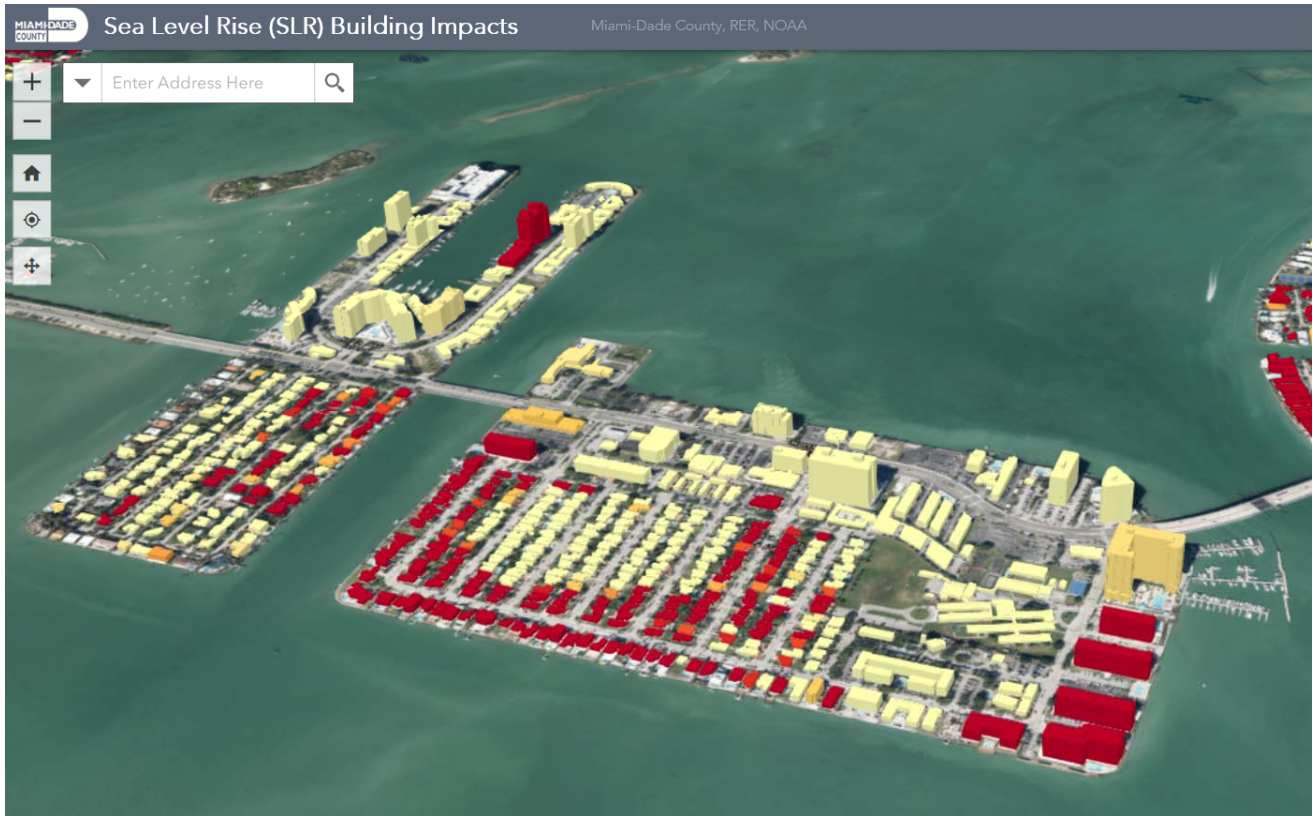 MIAMI-DADE
COUNTY
Sea Level Rise (SLR) Building Impacts
Miami-Dade County, RER, NOAA
Enter Address Here